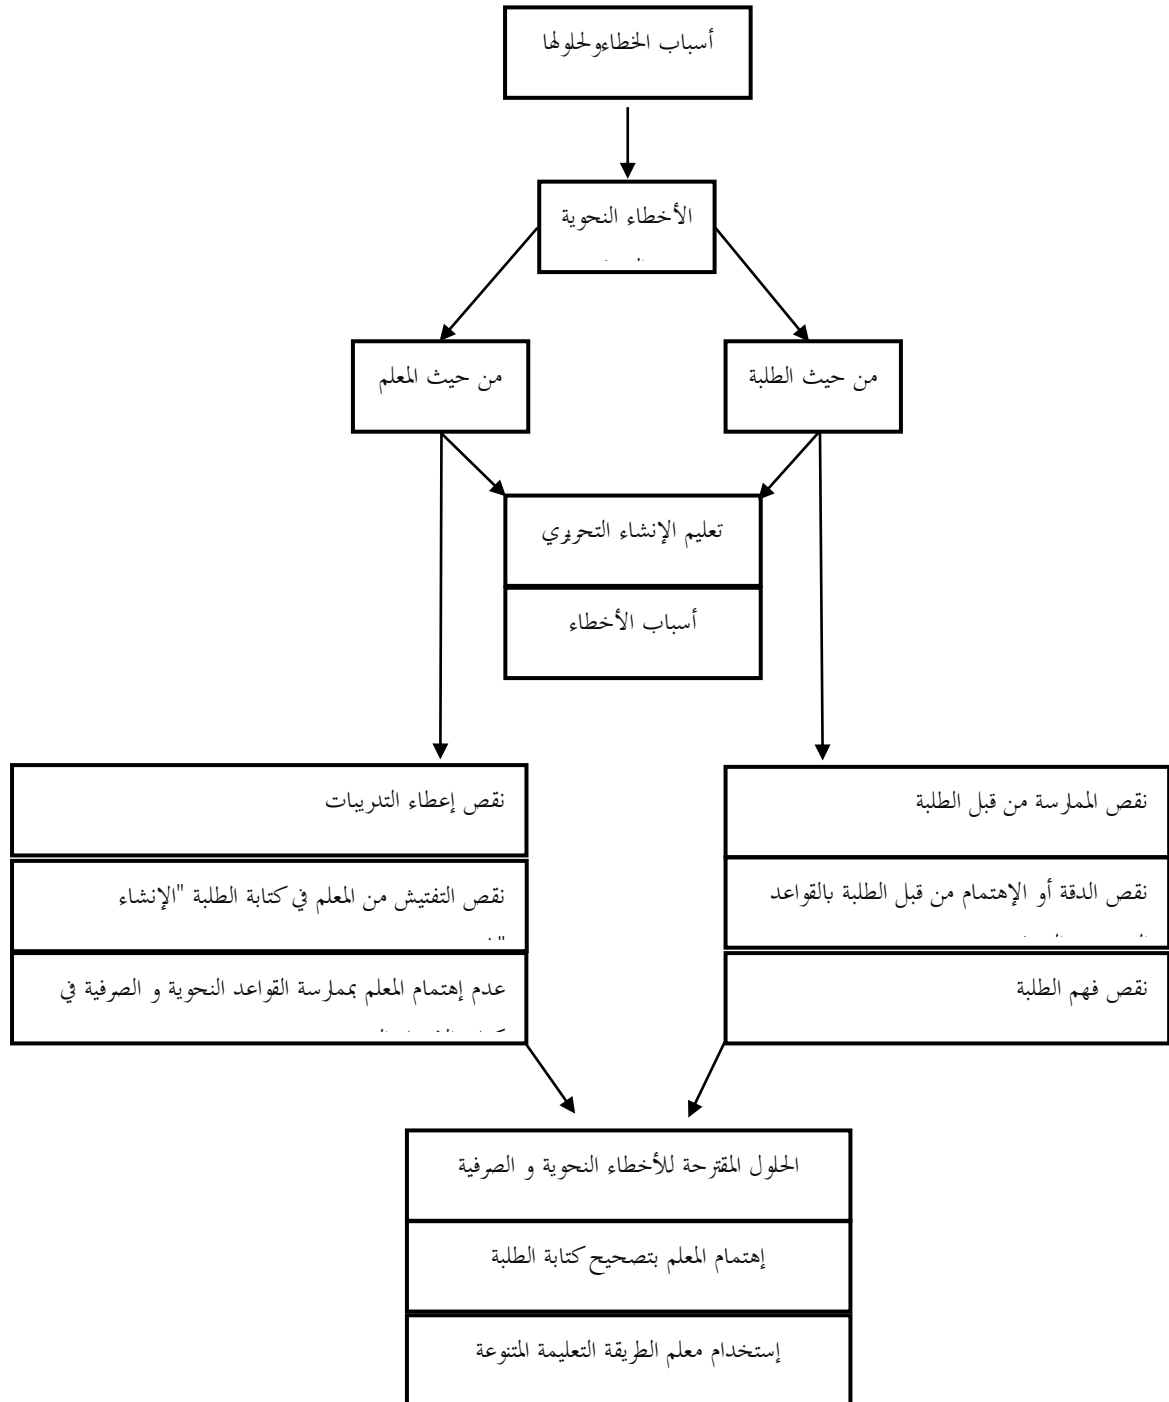 أسباب الخطاءولحلولها
الأخطاء النحوية
من حيث الطلبة
من حيث المعلم
تعليم الإنشاء التحريري
أسباب الأخطاء
نقص الممارسة من قبل الطلبة
نقص الدقة أو الإهتمام من قبل الطلبة بالقواعد
نقص فهم الطلبة
نقص إعطاء التدريبات
نقص التفتيش من المعلم في كتابة الطلبة "الإنشاء
عدم إهتمام المعلم بممارسة القواعد النحوية و الصرفية في
الحلول المقترحة للأخطاء النحوية و الصرفية
إهتمام المعلم بتصحيح كتابة الطلبة
إستخدام معلم الطريقة التعليمة المتنوعة